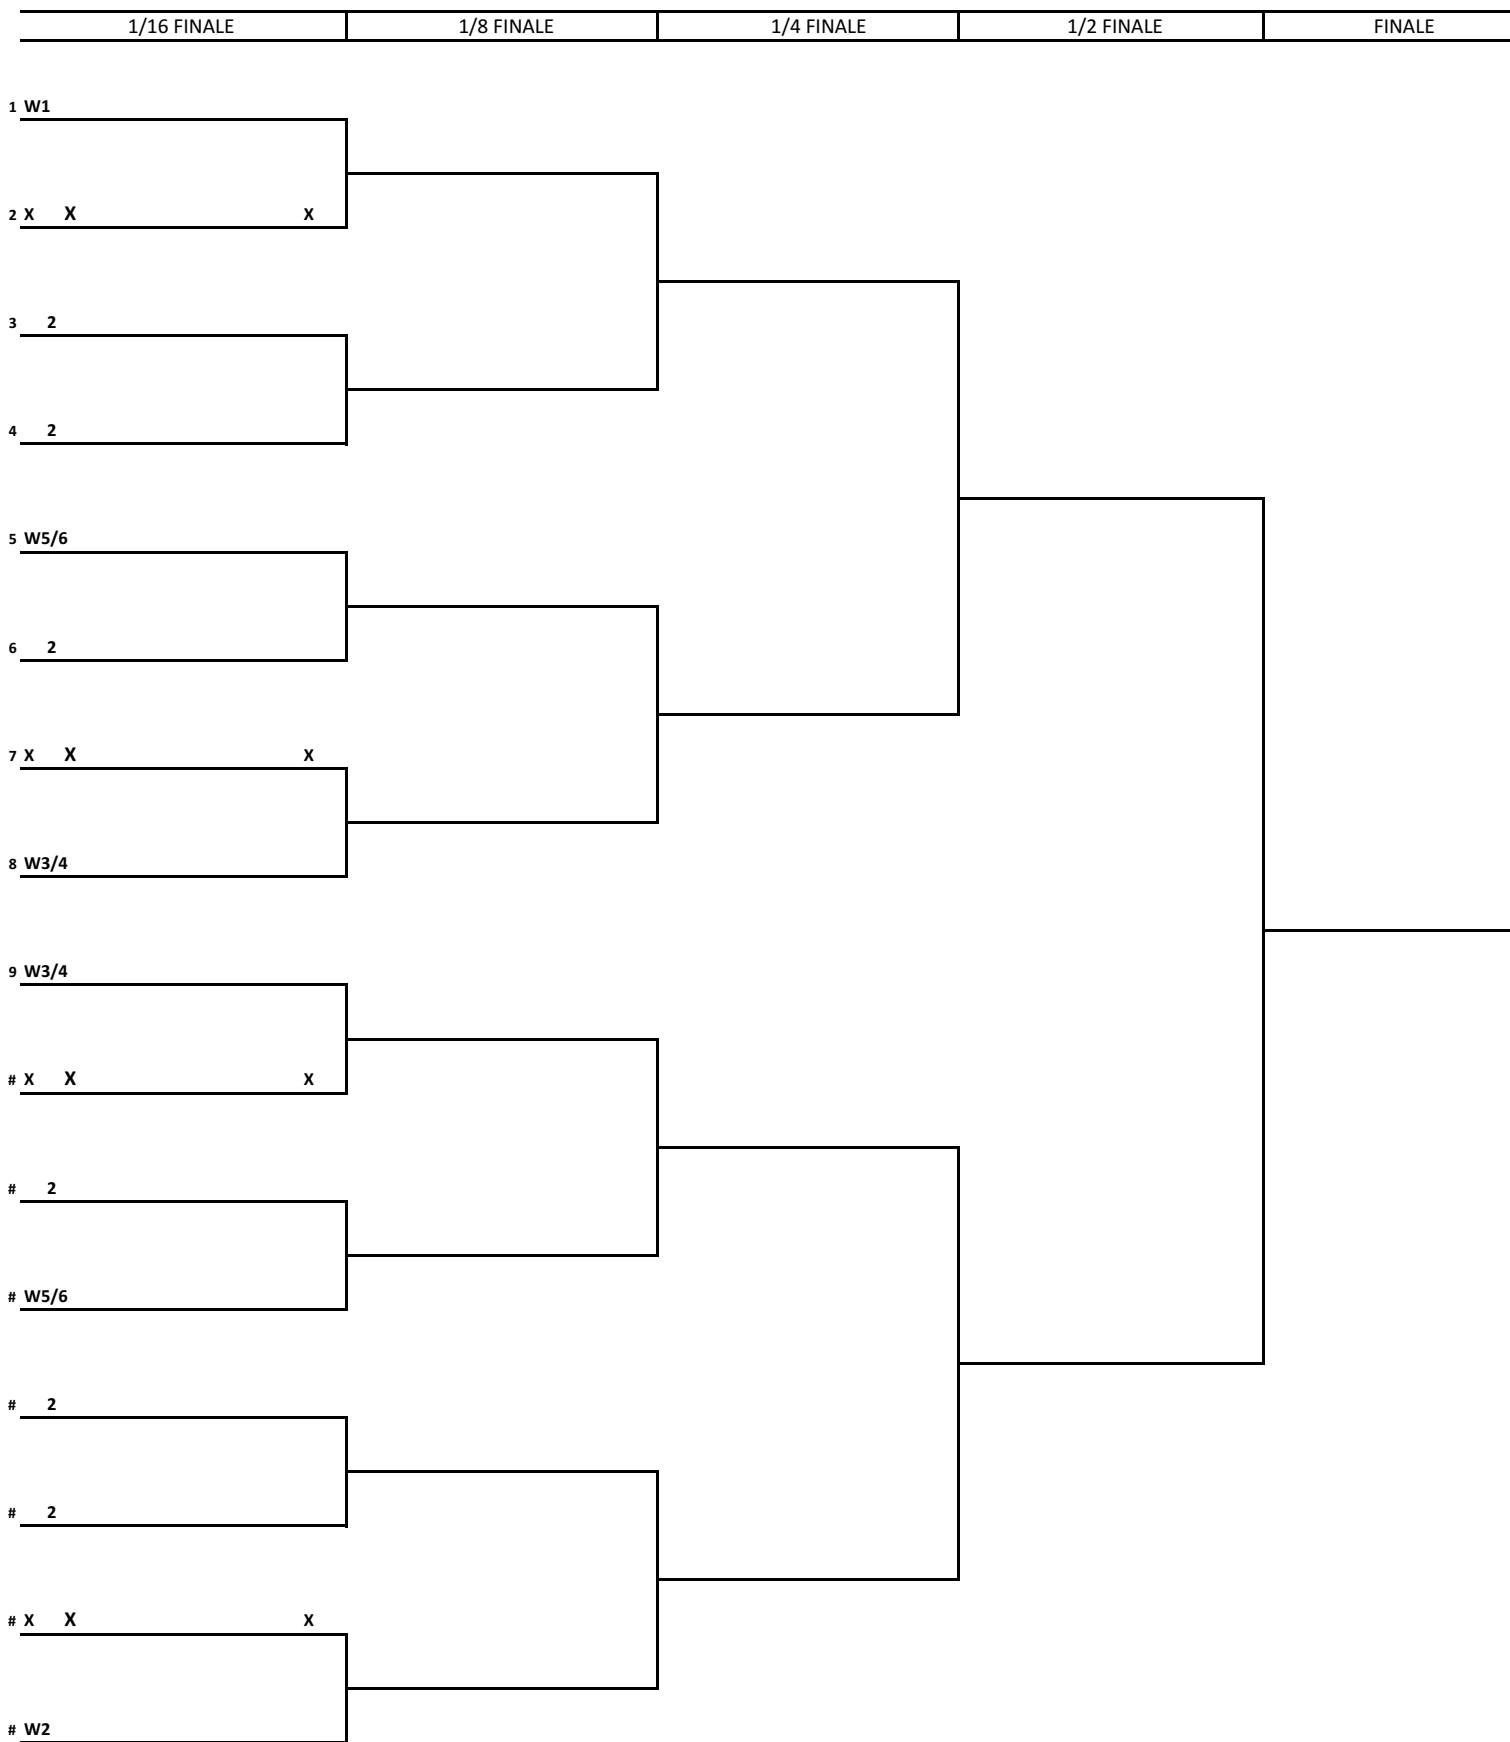 1/16 FINALE 1/8 FINALE 1/4 FINALE 1/2 FINALE FINALE
1 W1
2 X X X
3 2
4 2
5 W5/6
6 2
7 X X X
8 W3/4
9 W3/4
# X X X
# 2
# W5/6
# 2
# 2
# X X X
# W2